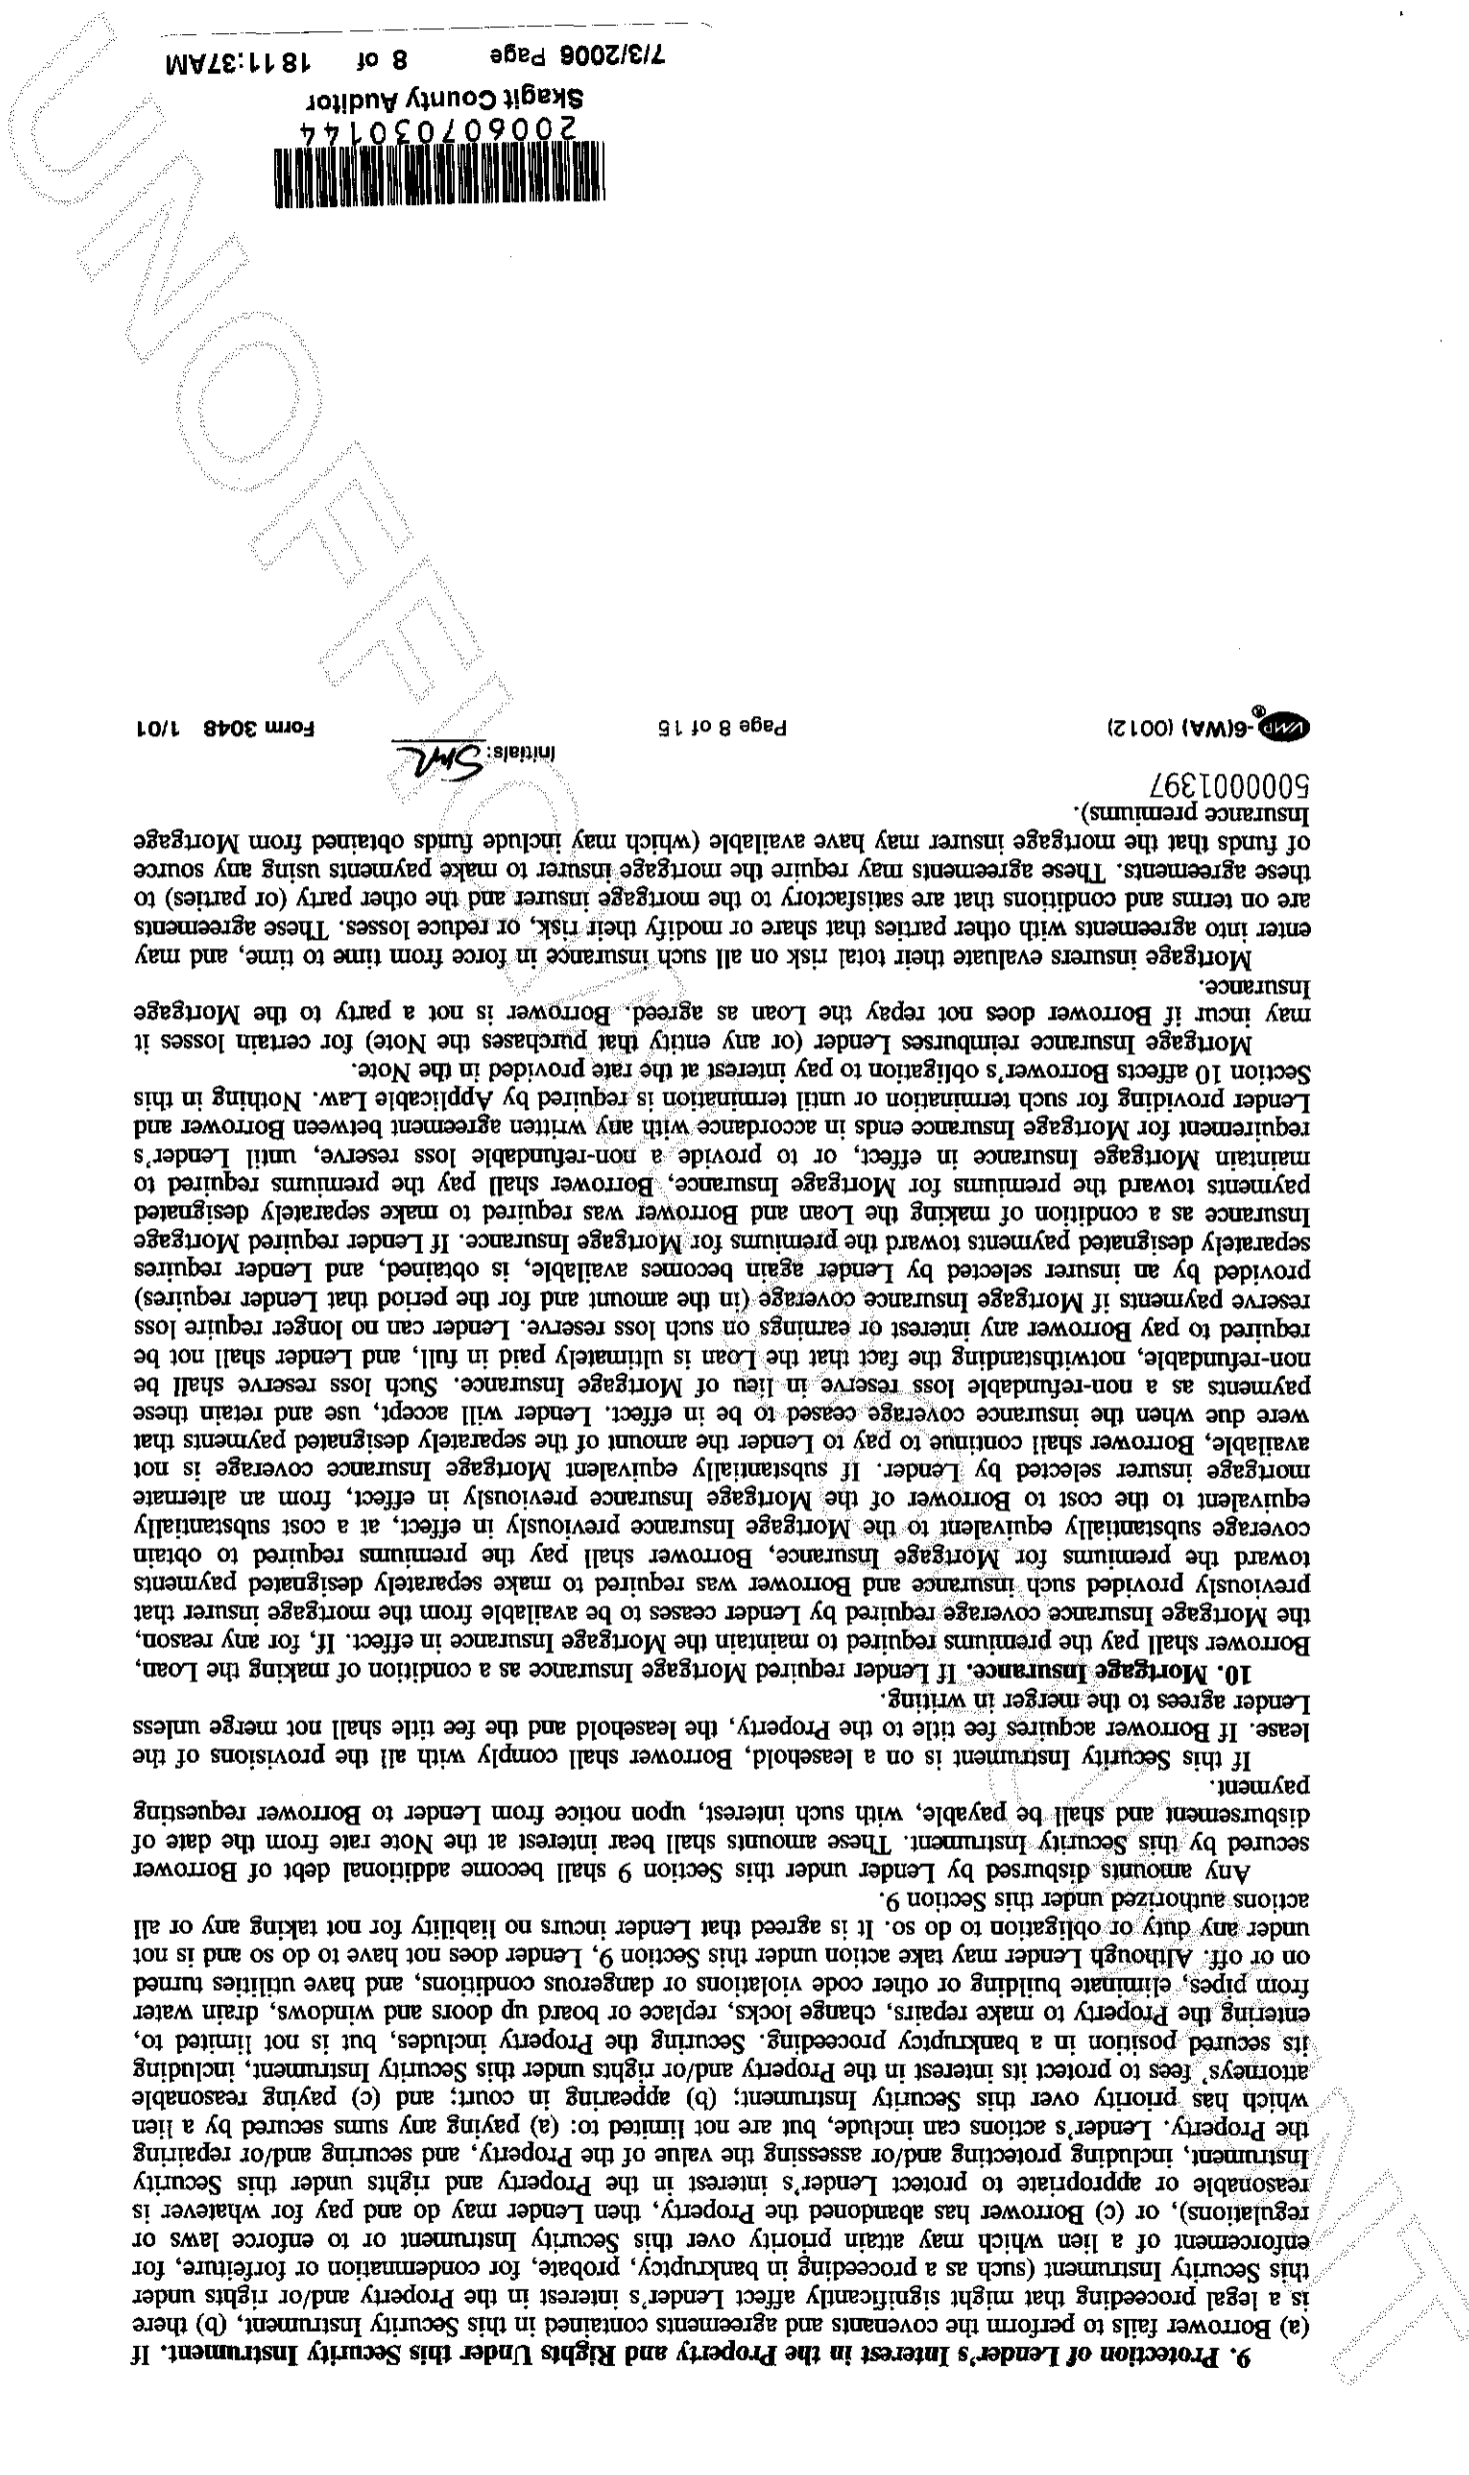 9. Protection of Lender's Interest in the Property and Rights Under this Security Instrument. If
(a) Borrower fails to perform the covenants and agreements contained in this Security Instrument, (b) there
is a legal proceeding that might significantly affect Lender's interest in the Property and/or rights under
this Security Instrument (such as a proceeding in bankruptcy, probate, for condemnation or forfeiture, for
enforcement of a lien which may attain priority over this Security Instrument or to enforce laws or
regulations), or (c) Borrower has abandoned the Property, then Lender may do and pay for whatever is
reasonable or appropriate to protect Lender's interest in the Property and rights under this Security
Instrument, including protecting and/or assessing the value of the Property, and securing and/or repairing
the Property. Lender's actions can include, but are not limited to: (a) paying any sums secured by a lien
which has priority over this Security Instrument; (b) appearing in court; and (c) paying reasonable
attorneys' fees to protect its interest in the Property and/or rights under this Security Instrument, including
its secured position in a bankruptcy proceeding. Securing the Property includes, but is not limited to,
entering the Property to make repairs, change locks, replace or board up doors and windows, drain water
from pipes, eliminate building or other code violations or dangerous conditions, and have utilities turned
on or off. Although Lender may take action under this Section 9, Lender does not have to do so and is not
under any duty or obligation to do so. It is agreed that Lender incurs no liability for not taking any or all
actions authorized under this Section 9.
Any amounts disbursed by Lender under this Section 9 shall become additional debt of Borrower
secured by this Security Instrument. These amounts shall bear interest at the Note rate from the date of
disbursement and shall be payable, with such interest, upon notice from Lender to Borrower requesting
payment.
If this Security Instrument is on a leasehold, Borrower shall comply with all the provisions of the
lease. If Borrower acquires fee title to the Property, the leasehold and the fee title shall not merge unless
Lender agrees to the merger in writing.
10. Mortgage Insurance. If Lender required Mortgage Insurance as a condition of making the Loan,
Borrower shall pay the premiums required to maintain the Mortgage Insurance in effect. If, for any reason,
the Mortgage Insurance coverage required by Lender ceases to be available from the mortgage insurer that
previously provided such insurance and Borrower was required to make separately designated payments
toward the premiums for Mortgage Insurance, Borrower shall pay the premiums required to obtain
coverage substantially equivalent to the Mortgage Insurance previously in effect, at a cost substantially
equivalent to the cost to Borrower of the Mortgage Insurance previously in effect, from an alternate
mortgage insurer selected by Lender. If substantially equivalent Mortgage Insurance coverage is not
available, Borrower shall continue to pay to Lender the amount of the separately designated payments that
were due when the insurance coverage ceased to be in effect. Lender will accept, use and retain these
payments as a non-refundable loss reserve in lieu of Mortgage Insurance. Such loss reserve shall be
non-refundable, notwithstanding the fact that the Loan is ultimately paid in full, and Lender shall not be
required to pay Borrower any interest or earnings on such loss reserve. Lender can no longer require loss
reserve payments if Mortgage Insurance coverage (in the amount and for the period that Lender requires)
provided by an insurer selected by Lender again becomes available, is obtained, and Lender requires
separately designated payments toward the premiums for Mortgage Insurance. If Lender required Mortgage
Insurance as a condition of making the Loan and Borrower was required to make separately designated
payments toward the premiums for Mortgage Insurance, Borrower shall pay the premiums required to
maintain Mortgage Insurance in effect, or to provide a non-refundable loss reserve, until Lender's
requirement for Mortgage Insurance ends in accordance with any written agreement between Borrower and
Lender providing for such termination or until termination is required by Applicable Law. Nothing in this
Section 10 affects Borrower's obligation to pay interest at the rate provided in the Note.
Mortgage Insurance reimburses Lender (or any entity that purchases the Note) for certain losses it
may incur if Borrower does not repay the Loan as agreed. Borrower is not a party to the Mortgage
Insurance.
Mortgage insurers evaluate their total risk on all such insurance in force from time to time, and may
enter into agreements with other parties that share or modify their risk, or reduce losses. These agreements
are on terms and conditions that are satisfactory to the mortgage insurer and the other party (or parties) to
these agreements. These agreements may require the mortgage insurer to make payments using any source
of funds that the mortgage insurer may have available (which may include funds obtained from Mortgage
Insurance premiums).
5000001397
Initials: SML
VMP®-6(WA) (0012) Page 8 of 15 Form 3048 1/01
200607030144
Skagit County Auditor
7/3/2006 Page 8 of 18 11:37AM
UNOFFICIAL DOCUMENT